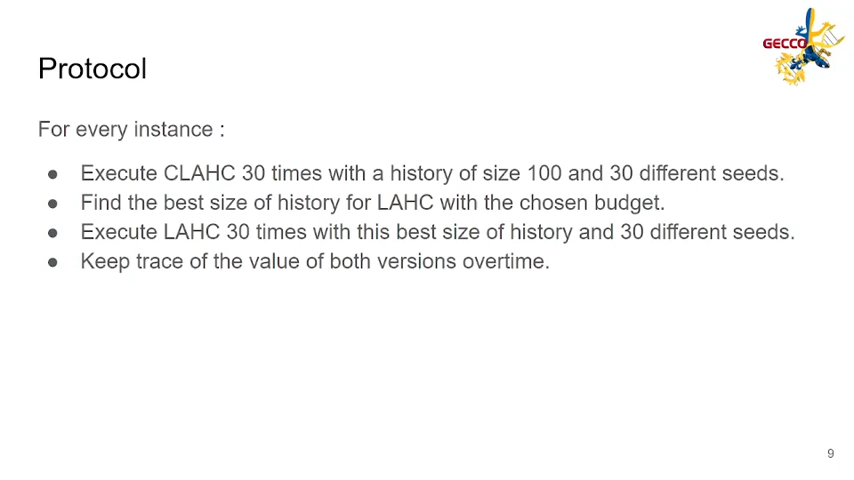 GECCO
Protocol
For every instance :
● Execute CLAHC 30 times with a history of size 100 and 30 different seeds.
● Find the best size of history for LAHC with the chosen budget.
● Execute LAHC 30 times with this best size of history and 30 different seeds.
● Keep trace of the value of both versions overtime.
9